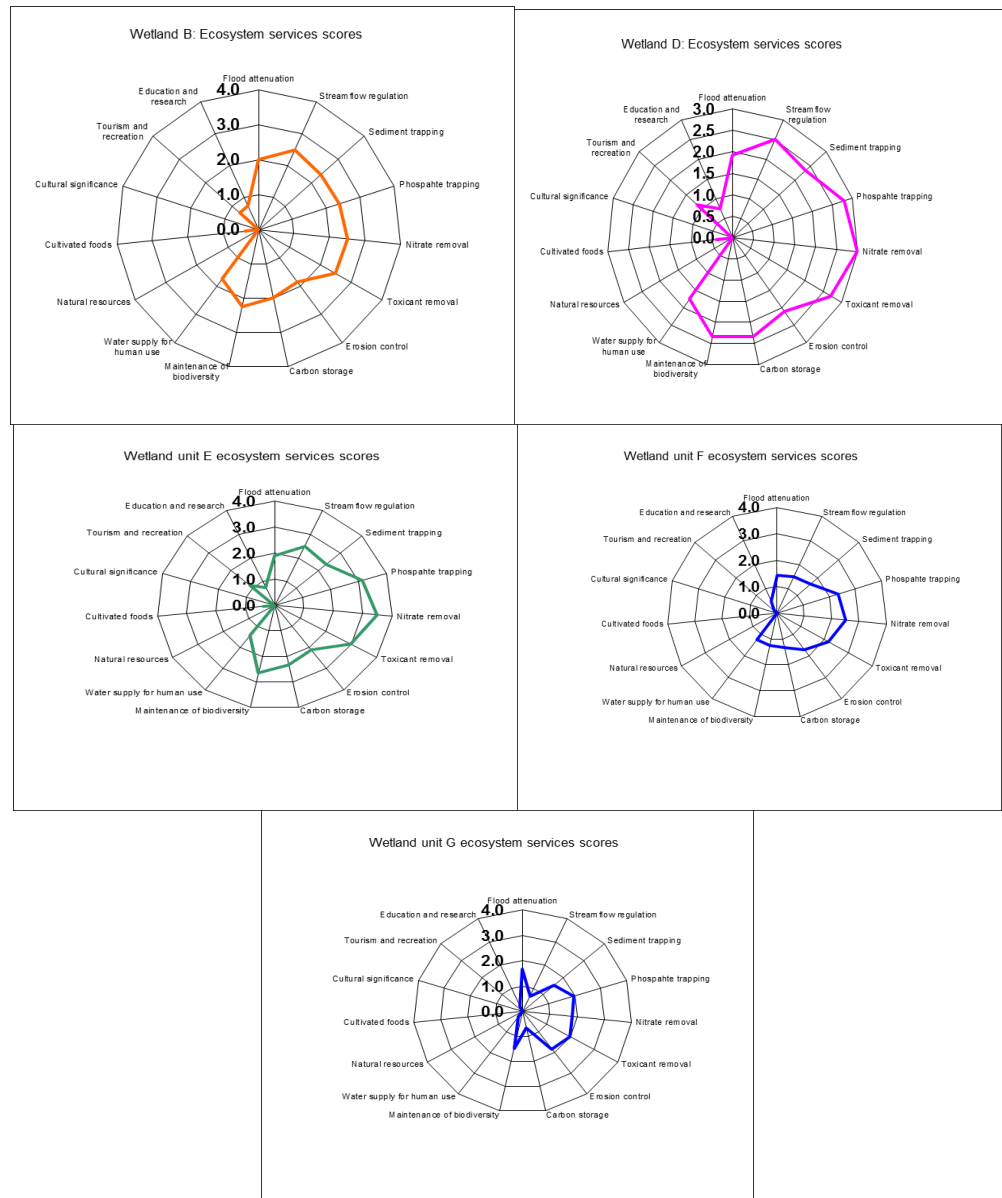 Wetland B: Ecosystem services scores
Flood attenuation
Streamflow regulation
Sediment trapping
Phospahte trapping
Nitrate removal
Toxicant removal
Erosion control
Carbon storage
Maintenance of
biodiversity
Water supply for
human use
Natural resources
Cultivated foods
Cultural significance
Tourism and
recreation
Education and
research
4.0
3.0
2.0
1.0
0.0
Wetland D: Ecosystem services scores
Flood attenuation
Streamflow
regulation
Sediment trapping
Phospahte trapping
Nitrate removal
Toxicant removal
Erosion control
Carbon storage
Maintenance of
biodiversity
Water supply for
human use
Natural resources
Cultivated foods
Cultural significance
Tourism and
recreation
Education and
research
3.0
2.5
2.0
1.5
1.0
0.5
0.0
Wetland unit E ecosystem services scores
Flood attenuation
Streamflow regulation
Sediment trapping
Phospahte trapping
Nitrate removal
Toxicant removal
Erosion control
Carbon storage
Maintenance of biodiversity
Water supply for human use
Natural resources
Cultivated foods
Cultural significance
Tourism and recreation
Education and research
4.0
3.0
2.0
1.0
0.0
Wetland unit F ecosystem services scores
Flood attenuation
Streamflow regulation
Sediment trapping
Phospahte trapping
Nitrate removal
Toxicant removal
Erosion control
Carbon storage
Maintenance of biodiversity
Water supply for human use
Natural resources
Cultivated foods
Cultural significance
Tourism and recreation
Education and research
4.0
3.0
2.0
1.0
0.0
Wetland unit G ecosystem services scores
Flood attenuation
Streamflow regulation
Sediment trapping
Phospahte trapping
Nitrate removal
Toxicant removal
Erosion control
Carbon storage
Maintenance of biodiversity
Water supply for human use
Natural resources
Cultivated foods
Cultural significance
Tourism and recreation
Education and research
4.0
3.0
2.0
1.0
0.0